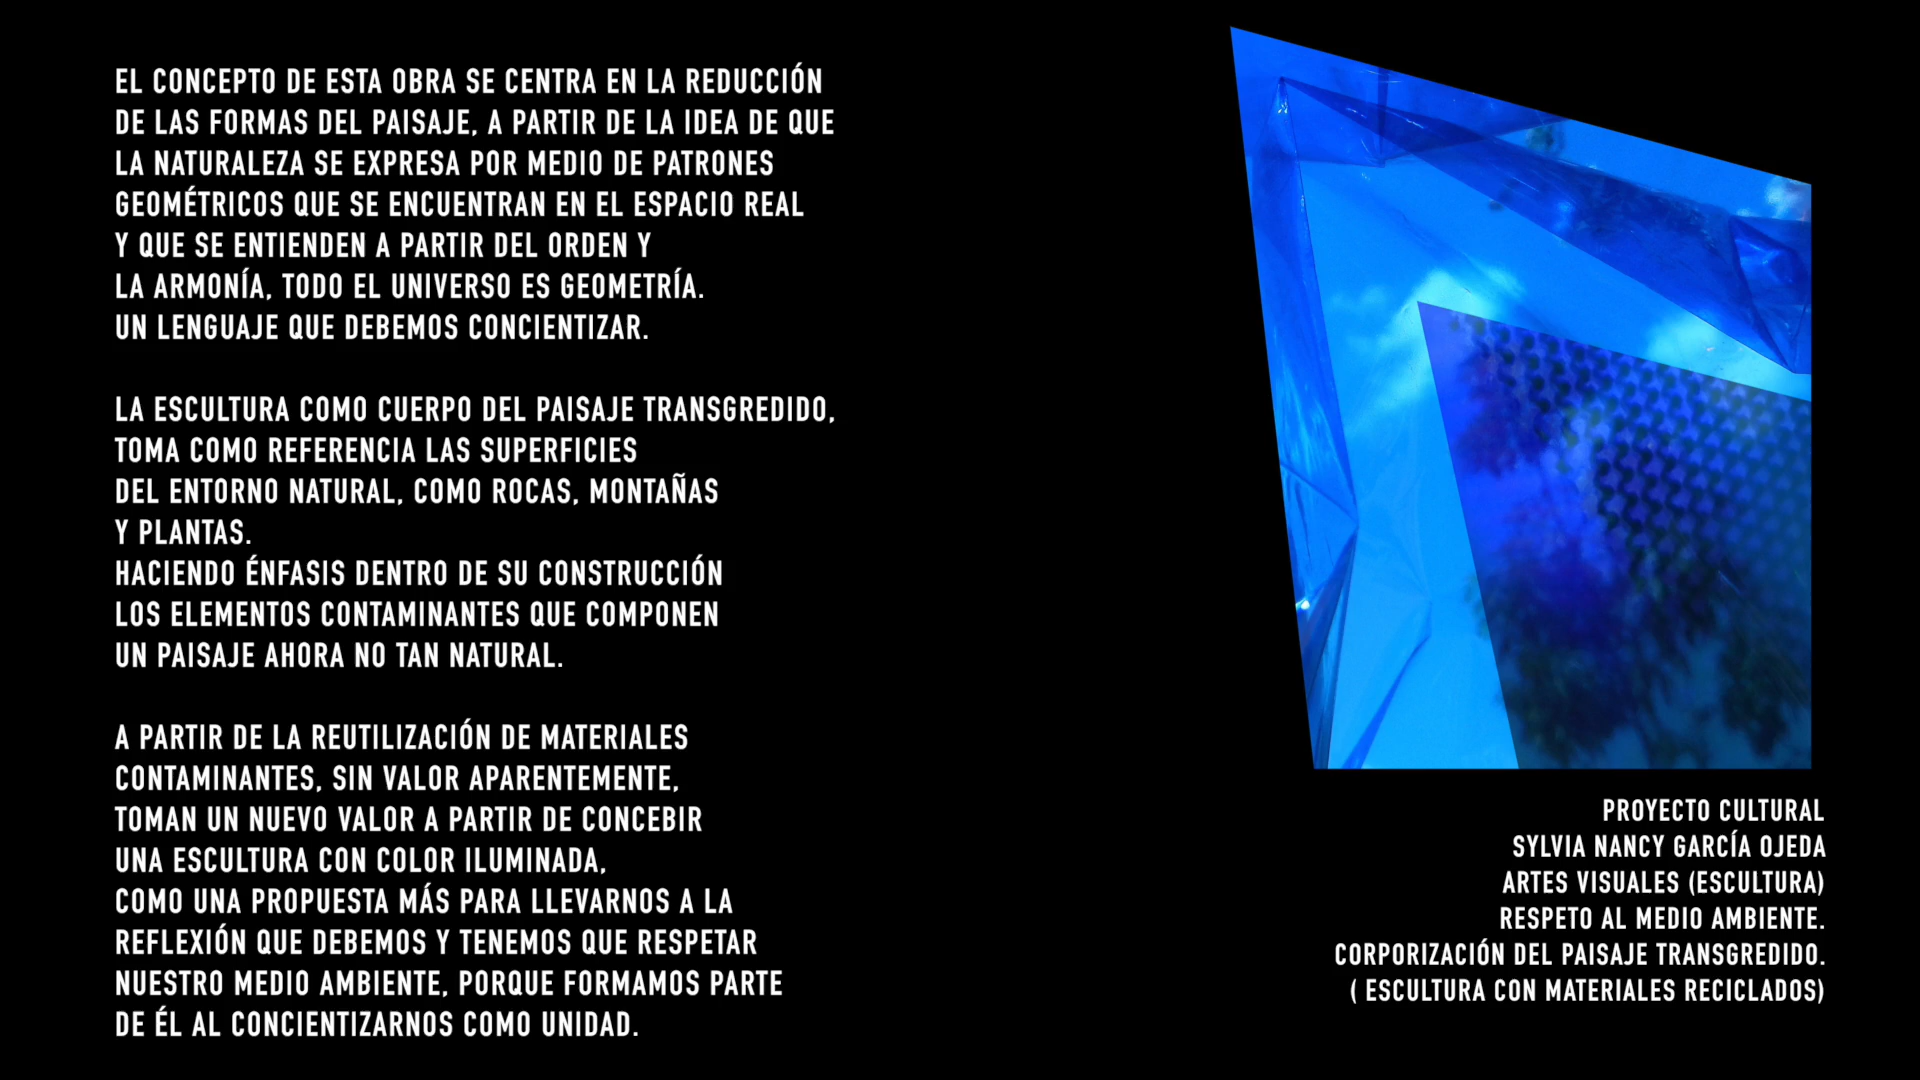 EL CONCEPTO DE ESTA OBRA SE CENTRA EN LA REDUCCIÓN
DE LAS FORMAS DEL PAISAJE, A PARTIR DE LA IDEA DE QUE
LA NATURALEZA SE EXPRESA POR MEDIO DE PATRONES
GEOMÉTRICOS QUE SE ENCUENTRAN EN EL ESPACIO REAL
Y QUE SE ENTIENDEN A PARTIR DEL ORDEN Y
LA ARMONÍA, TODO EL UNIVERSO ES GEOMETRÍA.
UN LENGUAJE QUE DEBEMOS CONCIENTIZAR.
LA ESCULTURA COMO CUERPO DEL PAISAJE TRANSGREDIDO,
TOMA COMO REFERENCIA LAS SUPERFICIES
DEL ENTORNO NATURAL, COMO ROCAS, MONTAÑAS
Y PLANTAS.
HACIENDO ÉNFASIS DENTRO DE SU CONSTRUCCIÓN
LOS ELEMENTOS CONTAMINANTES QUE COMPONEN
UN PAISAJE AHORA NO TAN NATURAL.
A PARTIR DE LA REUTILIZACIÓN DE MATERIALES
CONTAMINANTES, SIN VALOR APARENTEMENTE,
TOMAN UN NUEVO VALOR A PARTIR DE CONCEBIR
UNA ESCULTURA CON COLOR ILUMINADA,
COMO UNA PROPUESTA MÁS PARA LLEVARNOS A LA
REFLEXIÓN QUE DEBEMOS Y TENEMOS QUE RESPETAR
NUESTRO MEDIO AMBIENTE, PORQUE FORMAMOS PARTE
DE ÉL AL CONCIENTIZARNOS COMO UNIDAD.
PROYECTO CULTURAL
SYLVIA NANCY GARCÍA OJEDA
ARTES VISUALES (ESCULTURA)
RESPETO AL MEDIO AMBIENTE.
CORPORIZACIÓN DEL PAISAJE TRANSGREDIDO.
( ESCULTURA CON MATERIALES RECICLADOS)